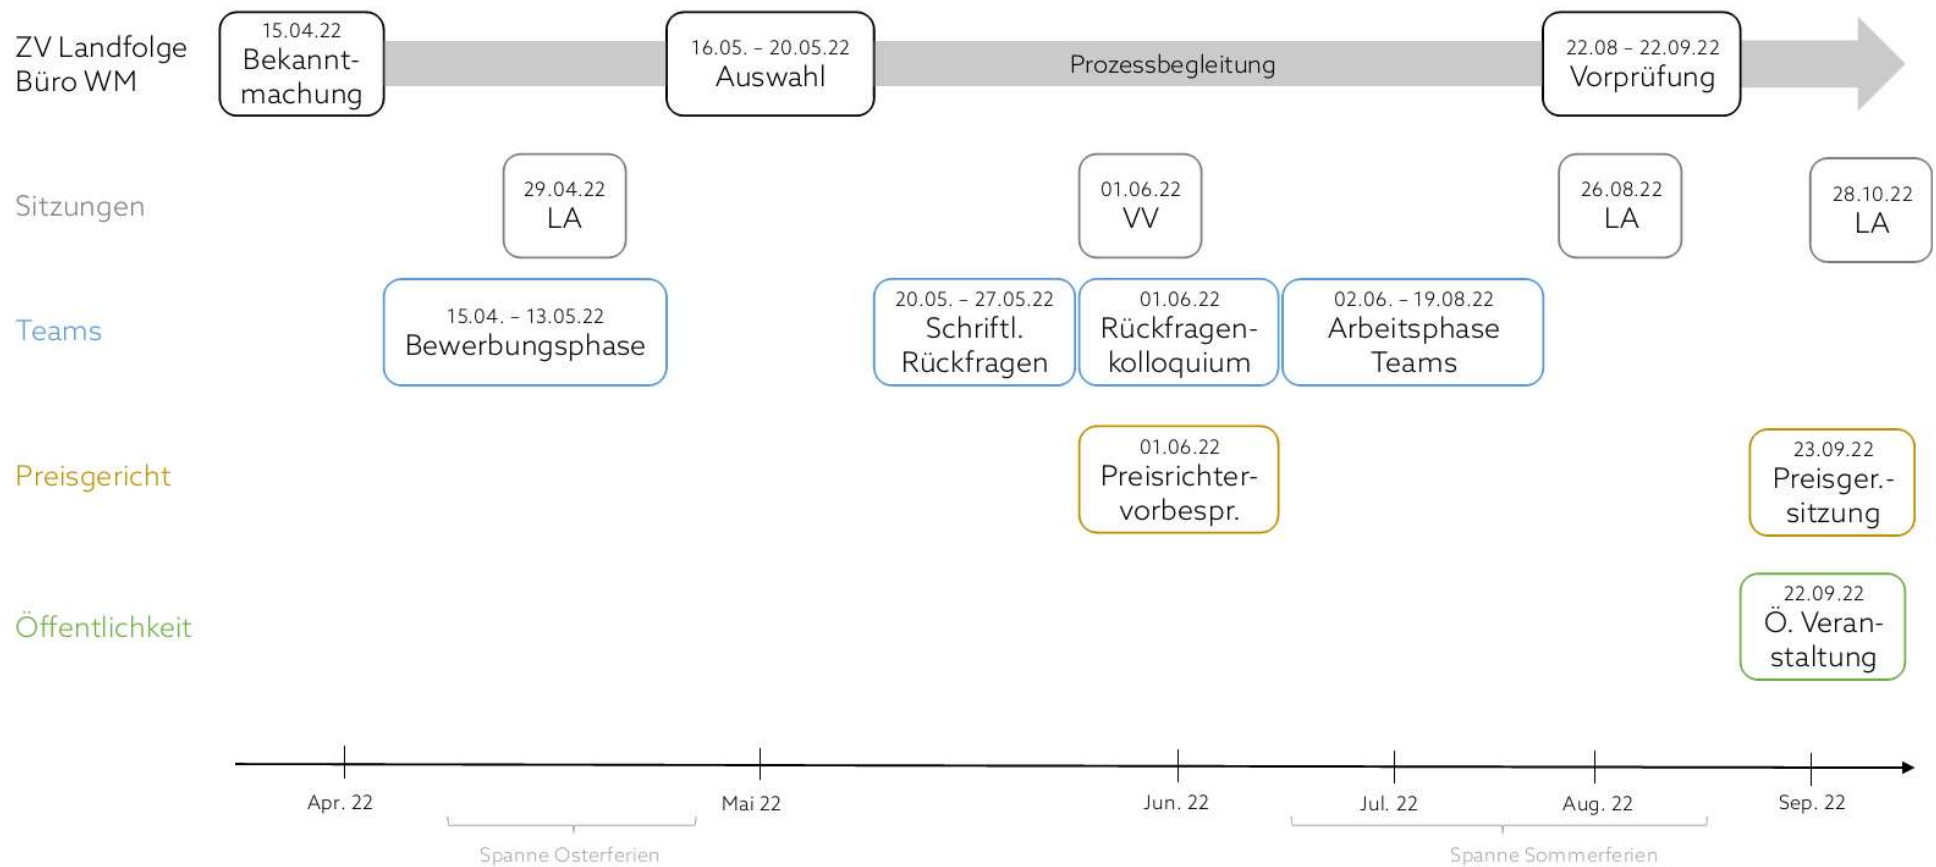 ZV Landfolge
Büro WM
15.04.22
Bekannt-
machung
16.05. – 20.05.22
Auswahl
Prozessbegleitung
22.08 – 22.09.22
Vorprüfung
Sitzungen
29.04.22
LA
01.06.22
VV
26.08.22
LA
28.10.22
LA
Teams
15.04. – 13.05.22
Bewerbungsphase
20.05. – 27.05.22
Schriftl.
Rückfragen
01.06.22
Rückfragen-
kolloquium
02.06. – 19.08.22
Arbeitsphase
Teams
Preisgericht
01.06.22
Preisrichter-
vorbespr.
23.09.22
Preisger.-
sitzung
Öffentlichkeit
22.09.22
Ö. Veran-
staltung
Apr. 22
Mai 22
Jun. 22
Jul. 22
Aug. 22
Sep. 22
Spanne Osterferien
Spanne Sommerferien